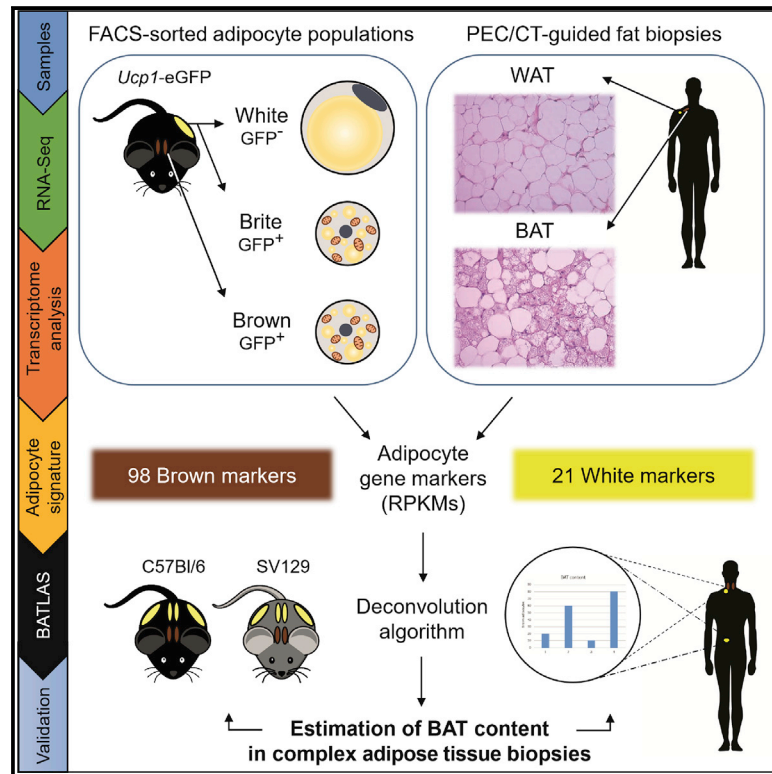 Samples
RNA-Seq
Transcriptome
analysis
Adipocyte
signature
BATLAS
Validation
FACS-sorted adipocyte populations
Ucp1-eGFP
White
GFP⁻
Brite
GFP⁺
Brown
GFP⁺
PEC/CT-guided fat biopsies
WAT
BAT
98 Brown markers
Adipocyte
gene markers
(RPKMs)
21 White markers
C57Bl/6
SV129
Deconvolution
algorithm
BAT content
Estimation of BAT content
in complex adipose tissue biopsies